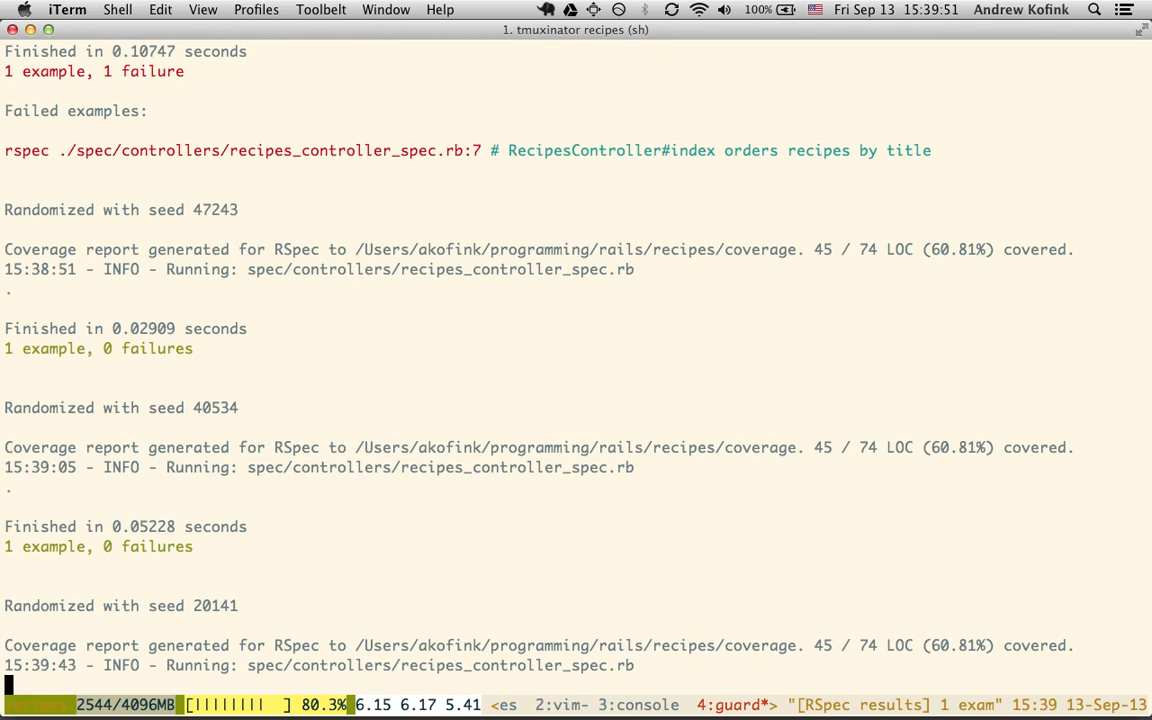 iTerm Shell Edit View Profiles Toolbelt Window Help 100% Fri Sep 13 15:39:51 Andrew Kofink
1. tmuxinator recipes (sh)
Finished in 0.10747 seconds
1 example, 1 failure
Failed examples:
rspec ./spec/controllers/recipes_controller_spec.rb:7 # RecipesController#index orders recipes by title
Randomized with seed 47243
Coverage report generated for RSpec to /Users/akofink/programming/rails/recipes/coverage. 45 / 74 LOC (60.81%) covered.
15:38:51 - INFO - Running: spec/controllers/recipes_controller_spec.rb
.
Finished in 0.02909 seconds
1 example, 0 failures
Randomized with seed 40534
Coverage report generated for RSpec to /Users/akofink/programming/rails/recipes/coverage. 45 / 74 LOC (60.81%) covered.
15:39:05 - INFO - Running: spec/controllers/recipes_controller_spec.rb
.
Finished in 0.05228 seconds
1 example, 0 failures
Randomized with seed 20141
Coverage report generated for RSpec to /Users/akofink/programming/rails/recipes/coverage. 45 / 74 LOC (60.81%) covered.
15:39:43 - INFO - Running: spec/controllers/recipes_controller_spec.rb
2544/4096MB [|||||||| ] 80.3% 6.15 6.17 5.41 <es 2:vim- 3:console 4:guard*> "[RSpec results] 1 exam" 15:39 13-Sep-13